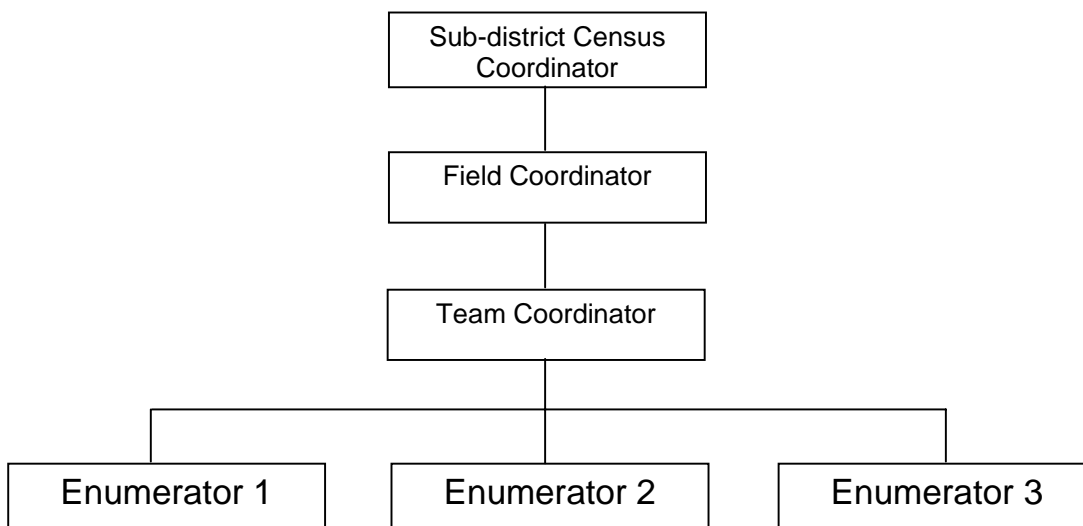 Sub-district Census
Coordinator
Field Coordinator
Team Coordinator
Enumerator 1
Enumerator 2
Enumerator 3